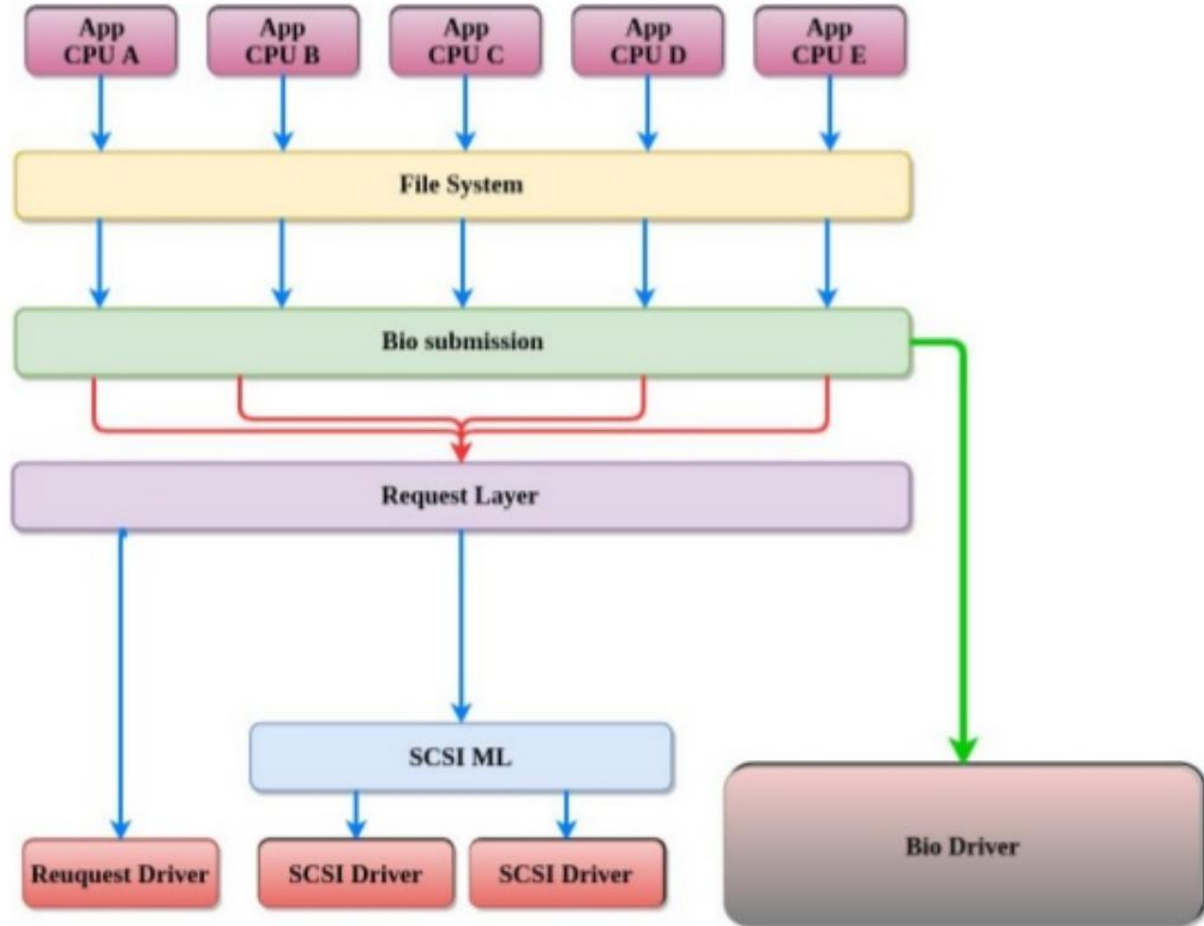 App
CPU A
App
CPU B
App
CPU C
App
CPU D
App
CPU E
File System
Bio submission
Request Layer
SCSI ML
Bio Driver
Reuquest Driver
SCSI Driver
SCSI Driver